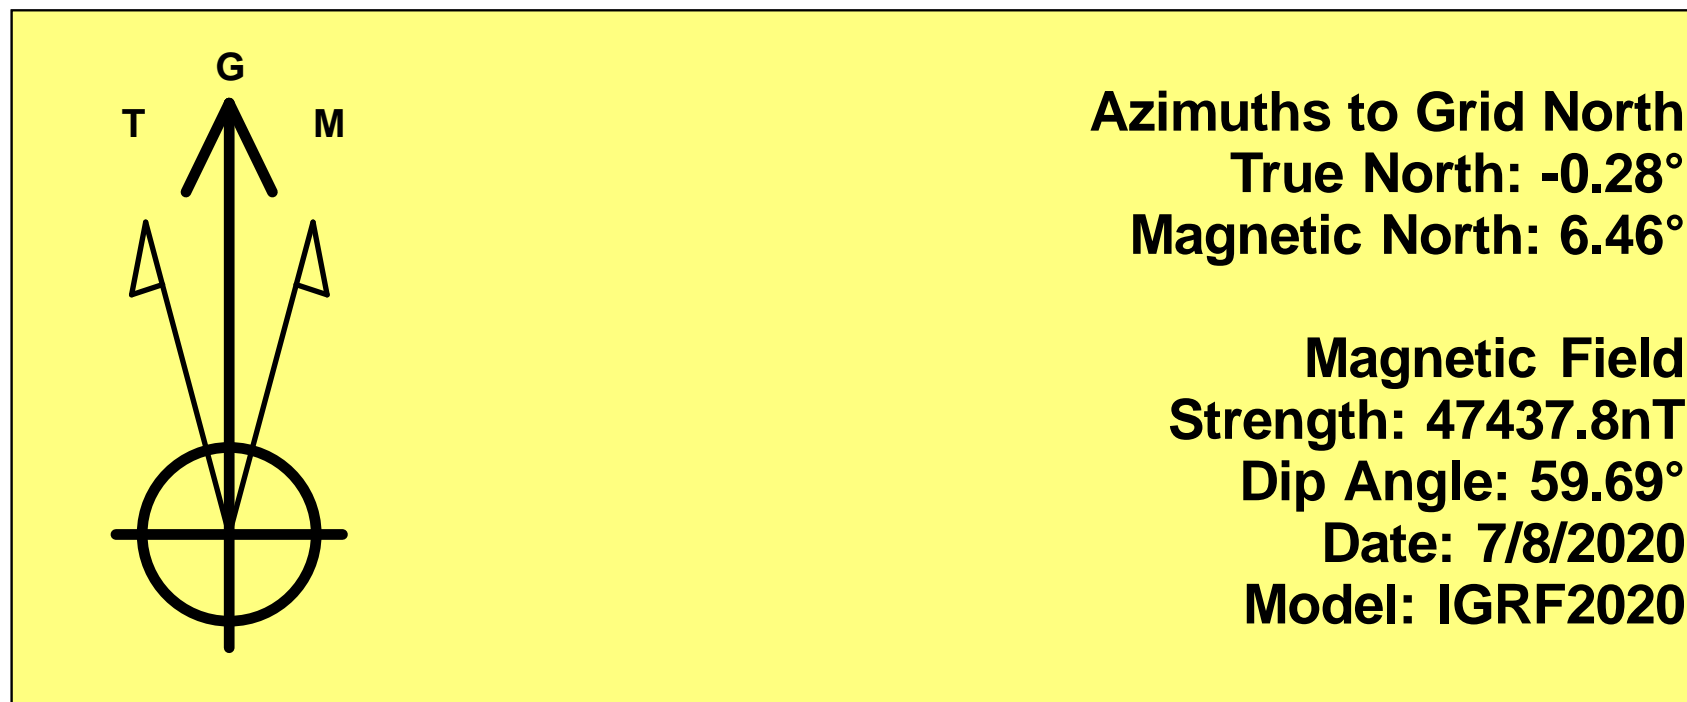 G
T M
Azimuths to Grid North
True North: -0.28°
Magnetic North: 6.46°
Magnetic Field
Strength: 47437.8nT
Dip Angle: 59.69°
Date: 7/8/2020
Model: IGRF2020